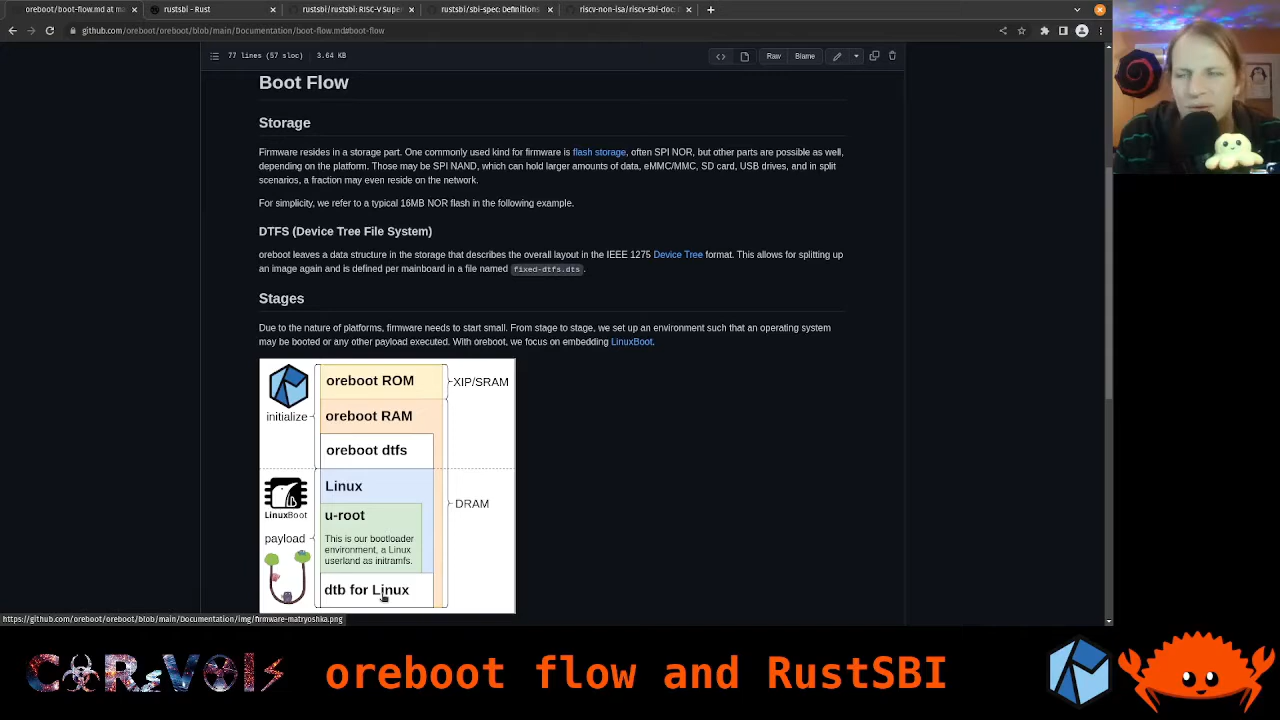 oreboot/boot-flow.md at ma
rustsbi - Rust
rustsbi/rustsbi: RISC-V Super
rustsbi/sbi-spec: Definitions
riscv-non-isa/riscv-sbi-doc: D
github.com/oreboot/oreboot/blob/main/Documentation/boot-flow.md#boot-flow
77 lines (57 sloc) 3.64 KB
Raw
Blame
Boot Flow
Storage
Firmware resides in a storage part. One commonly used kind for firmware is flash storage, often SPI NOR, but other parts are possible as well,
depending on the platform. Those may be SPI NAND, which can hold larger amounts of data, eMMC/MMC, SD card, USB drives, and in split
scenarios, a fraction may even reside on the network.
For simplicity, we refer to a typical 16MB NOR flash in the following example.
DTFS (Device Tree File System)
oreboot leaves a data structure in the storage that describes the overall layout in the IEEE 1275 Device Tree format. This allows for splitting up
an image again and is defined per mainboard in a file named fixed-dtfs.dts.
Stages
Due to the nature of platforms, firmware needs to start small. From stage to stage, we set up an environment such that an operating system
may be booted or any other payload executed. With oreboot, we focus on embedding LinuxBoot.
oreboot ROM
XIP/SRAM
initialize
oreboot RAM
oreboot dtfs
Linux
LinuxBoot
DRAM
u-root
payload
This is our bootloader
environment, a Linux
userland as initramfs.
dtb for Linux
https://github.com/oreboot/oreboot/blob/main/Documentation/img/firmware-matryoshka.png
oreboot flow and RustSBI